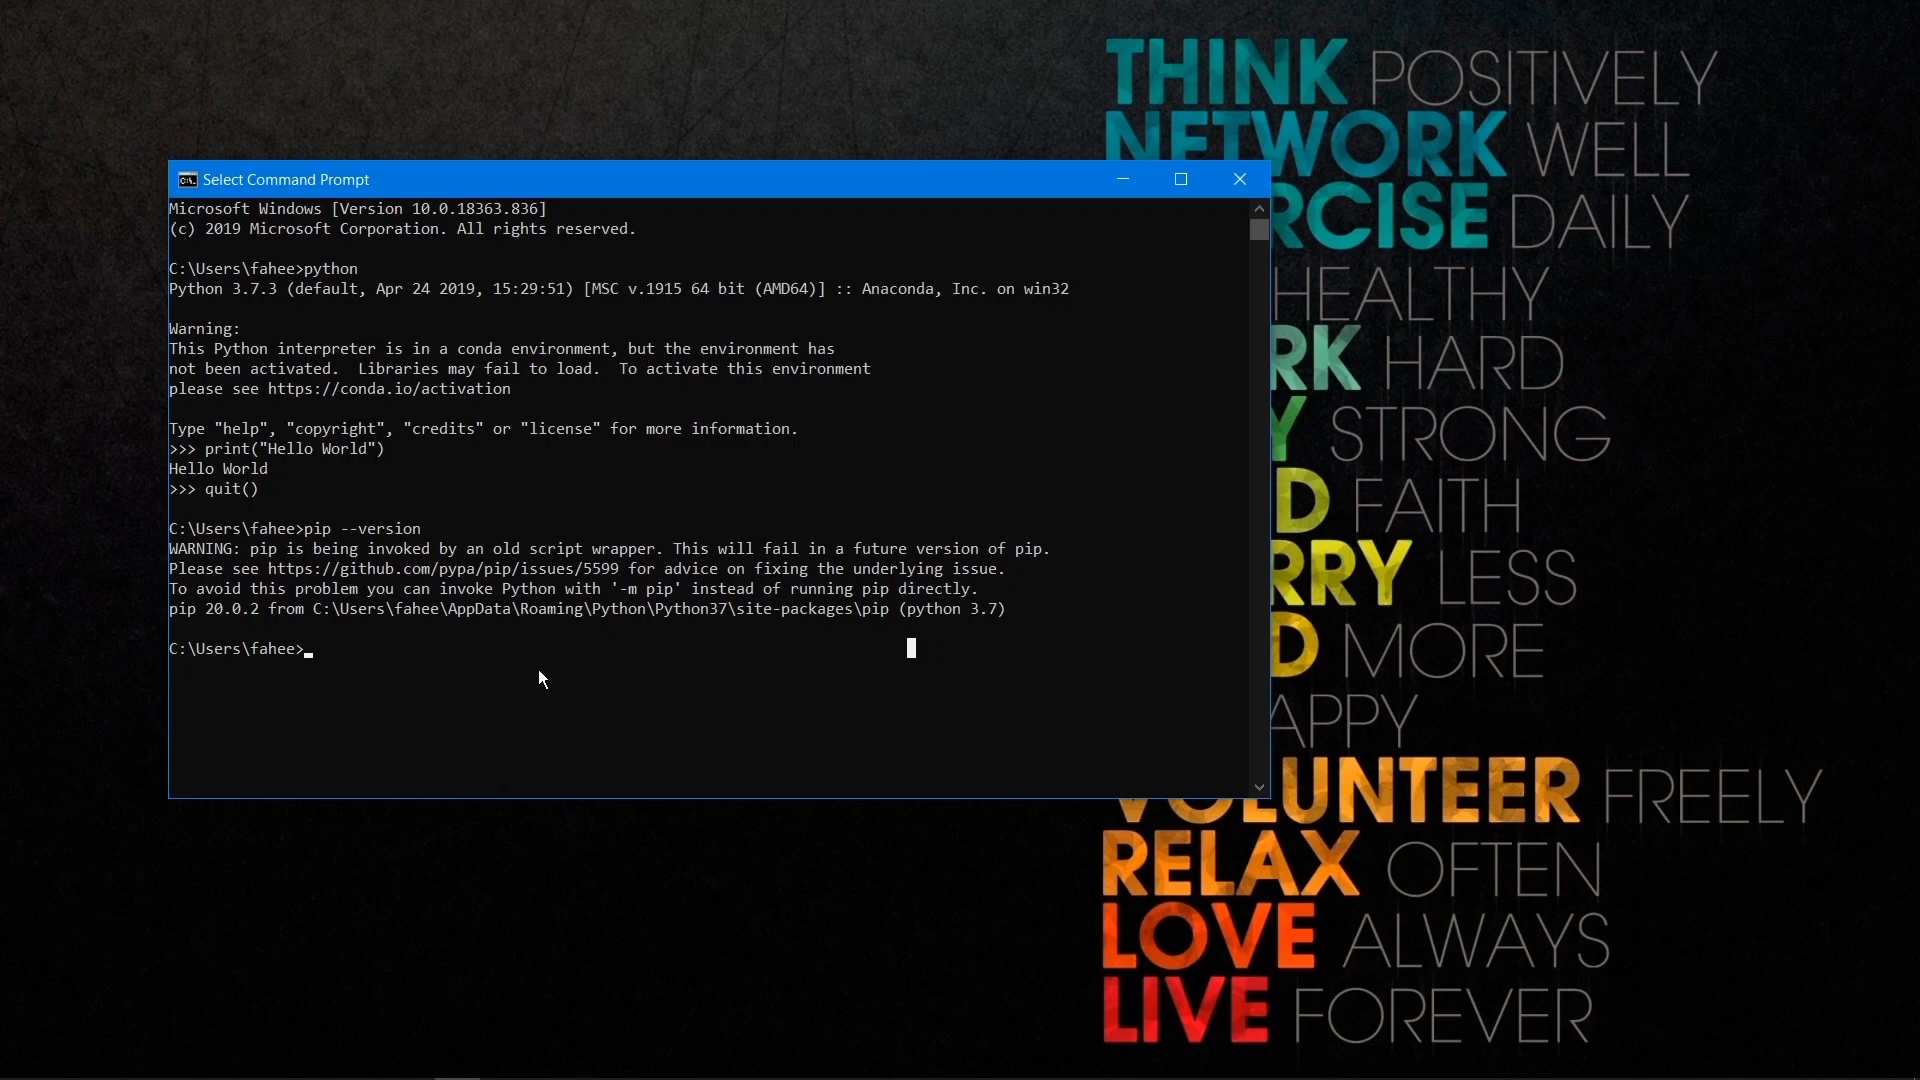 THINK POSITIVELY
NETWORK WELL
Select Command Prompt
RCISE DAILY
Microsoft Windows [Version 10.0.18363.836]
(c) 2019 Microsoft Corporation. All rights reserved.
C:\Users\fahee>python
Python 3.7.3 (default, Apr 24 2019, 15:29:51) [MSC v.1915 64 bit (AMD64)] :: Anaconda, Inc. on win32
Warning:
This Python interpreter is in a conda environment, but the environment has
not been activated.  Libraries may fail to load.  To activate this environment
please see https://conda.io/activation
Type "help", "copyright", "credits" or "license" for more information.
>>> print("Hello World")
Hello World
>>> quit()
C:\Users\fahee>pip --version
WARNING: pip is being invoked by an old script wrapper. This will fail in a future version of pip.
Please see https://github.com/pypa/pip/issues/5599 for advice on fixing the underlying issue.
To avoid this problem you can invoke Python with '-m pip' instead of running pip directly.
pip 20.0.2 from C:\Users\fahee\AppData\Roaming\Python\Python37\site-packages\pip (python 3.7)
C:\Users\fahee>
HEALTHY
RK HARD
Y STRONG
D FAITH
RRY LESS
D MORE
APPY
VOLUNTEER FREELY
RELAX OFTEN
LOVE ALWAYS
LIVE FOREVER